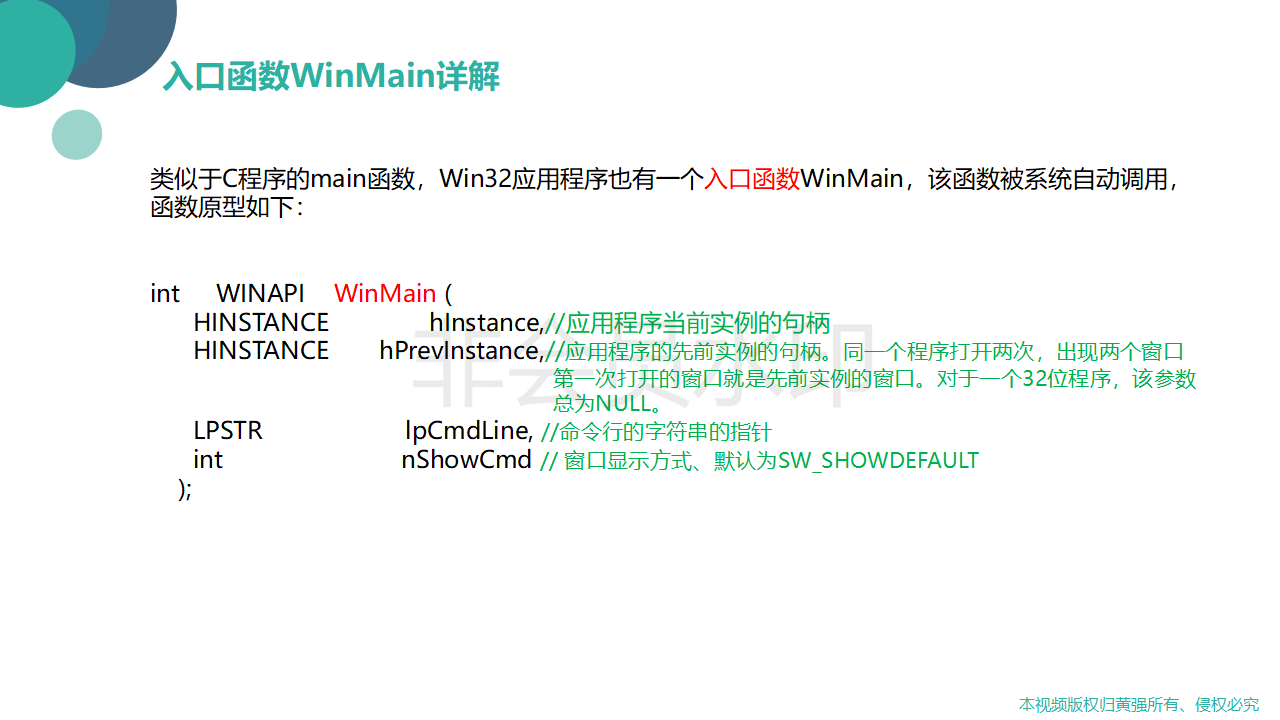 入口函数WinMain详解
类似于C程序的main函数，Win32应用程序也有一个入口函数WinMain，该函数被系统自动调用，
函数原型如下：
int WINAPI WinMain (
HINSTANCE hInstance,//应用程序当前实例的句柄
HINSTANCE hPrevInstance,//应用程序的先前实例的句柄。同一个程序打开两次，出现两个窗口
第一次打开的窗口就是先前实例的窗口。对于一个32位程序，该参数
总为NULL。
LPSTR lpCmdLine, //命令行的字符串的指针
int nShowCmd // 窗口显示方式、默认为SW_SHOWDEFAULT
);
非会员水印
本视频版权归黄强所有、侵权必究